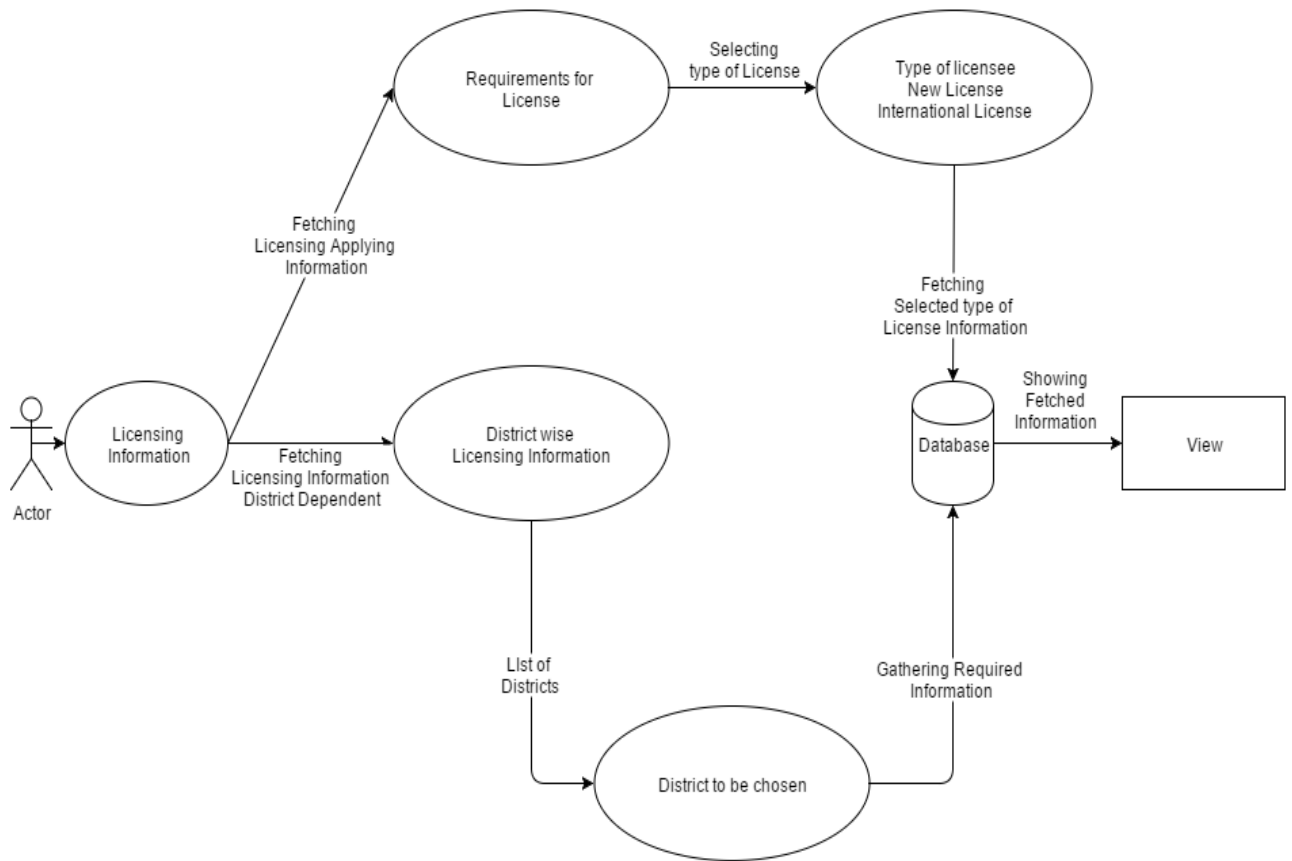 Requirements for
License
Selecting
type of License
Type of licensee
New License
International License
Fetching
Licensing Applying
Information
Fetching
Selected type of
License Information
Actor
Licensing
Information
Fetching
Licensing Information
District Dependent
District wise
Licensing Information
Database
Showing
Fetched
Information
View
LIst of
Districts
Gathering Required
Information
District to be chosen